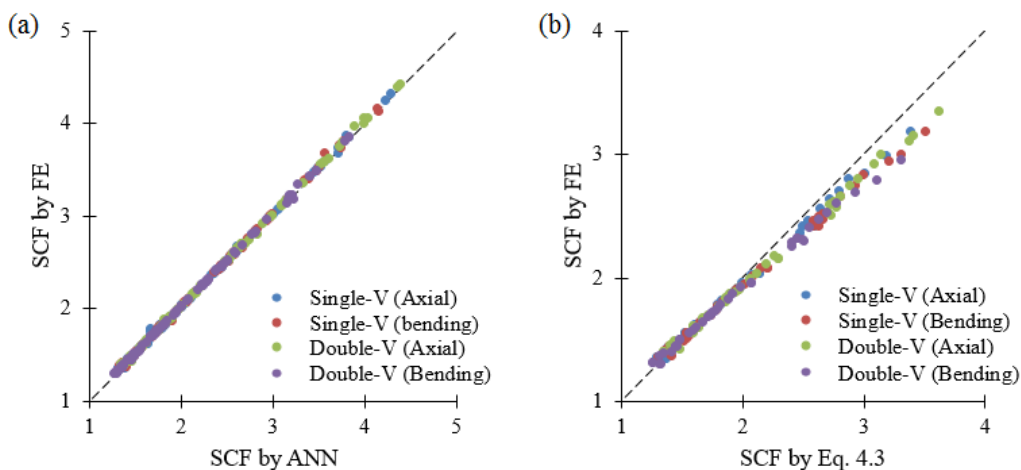 (a)
5
4
3
2
1
SCF by FE
Single-V (Axial)
Single-V (bending)
Double-V (Axial)
Double-V (Bending)
1 2 3 4 5
SCF by ANN
(b)
4
3
2
1
SCF by FE
Single-V (Axial)
Single-V (Bending)
Double-V (Axial)
Double-V (Bending)
1 2 3 4
SCF by Eq. 4.3